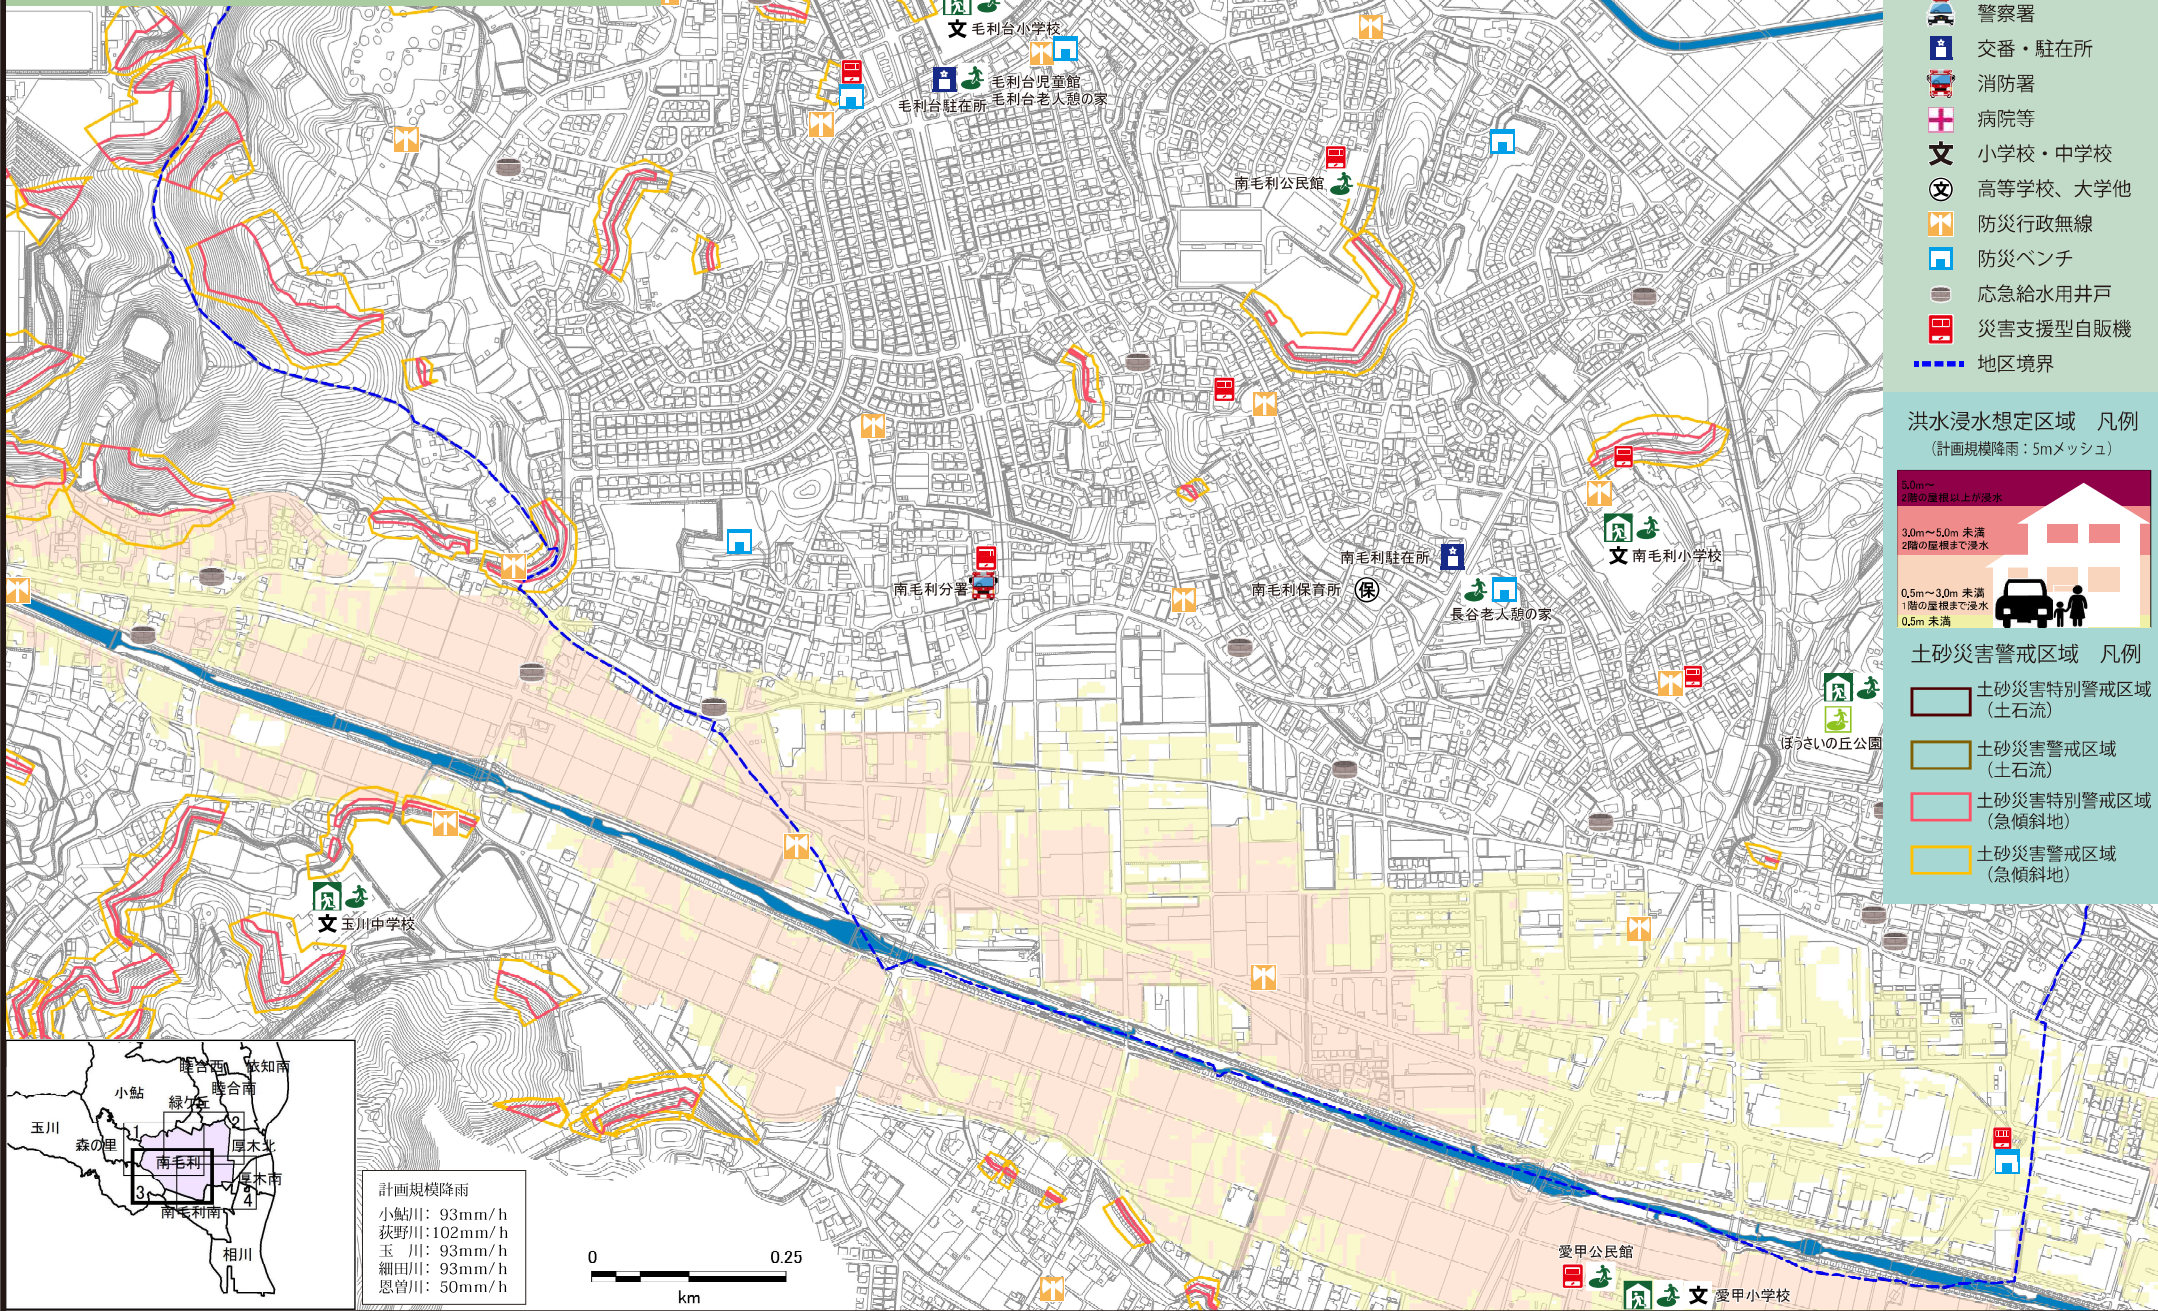 毛利台小学校
毛利台児童館
毛利台老人憩の家
毛利台駐在所
南毛利公民館
南毛利分署
南毛利駐在所
南毛利保育所
保
長谷老人憩の家
文 南毛利小学校
ぼうさいの丘公園
文 玉川中学校
愛甲公民館
文 愛甲小学校
警察署
交番・駐在所
消防署
病院等
文 小学校・中学校
文 高等学校、大学他
防災行政無線
防災ベンチ
応急給水用井戸
災害支援型自販機
地区境界
洪水浸水想定区域 凡例
（計画規模降雨：5mメッシュ）
5.0m～
2階の屋根以上が浸水
3.0m～5.0m 未満
2階の屋根まで浸水
0.5m～3.0m 未満
1階の屋根まで浸水
0.5m 未満
土砂災害警戒区域 凡例
土砂災害特別警戒区域
（土石流）
土砂災害警戒区域
（土石流）
土砂災害特別警戒区域
（急傾斜地）
土砂災害警戒区域
（急傾斜地）
睦合西
依知南
小鮎
睦合南
緑ケ丘
玉川
1
2
森の里
厚木北
南毛利
厚木南
3
4
南毛利南
相川
計画規模降雨
小鮎川： 93mm/h
荻野川：102mm/h
玉 川： 93mm/h
細田川： 93mm/h
恩曽川： 50mm/h
0 0.25
km